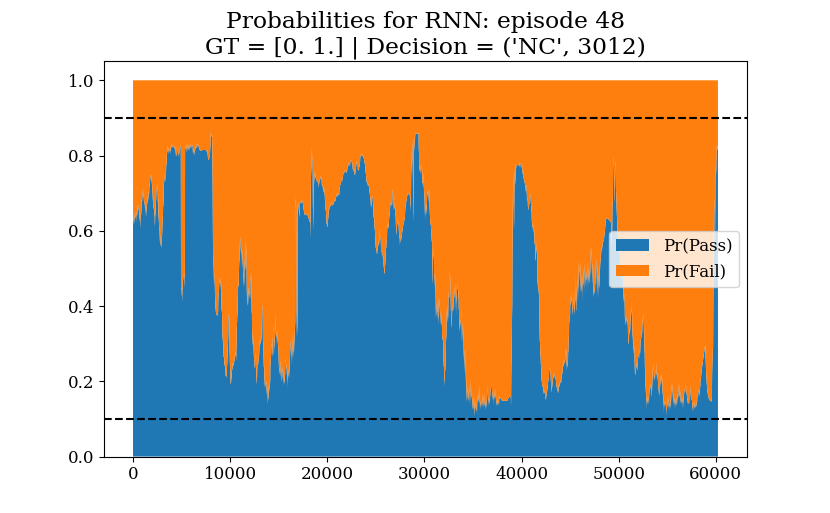 Probabilities for RNN: episode 48
GT = [0. 1.] | Decision = ('NC', 3012)
1.0
0.8
0.6
0.4
0.2
0.0
Pr(Pass)
Pr(Fail)
0 10000 20000 30000 40000 50000 60000